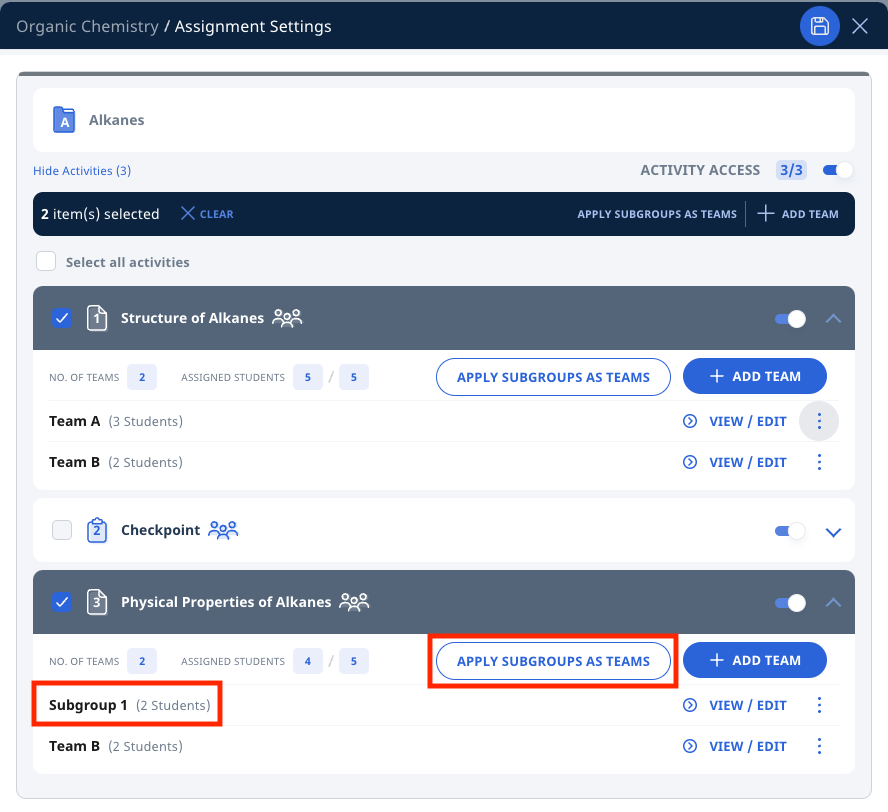 Organic Chemistry / Assignment Settings
A Alkanes
Hide Activities (3) ACTIVITY ACCESS 3/3
2 item(s) selected CLEAR APPLY SUBGROUPS AS TEAMS ADD TEAM
Select all activities
1 Structure of Alkanes
NO. OF TEAMS 2 ASSIGNED STUDENTS 5 / 5 APPLY SUBGROUPS AS TEAMS + ADD TEAM
Team A (3 Students) VIEW / EDIT
Team B (2 Students) VIEW / EDIT
2 Checkpoint
3 Physical Properties of Alkanes
NO. OF TEAMS 2 ASSIGNED STUDENTS 4 / 5 APPLY SUBGROUPS AS TEAMS + ADD TEAM
Subgroup 1 (2 Students) VIEW / EDIT
Team B (2 Students) VIEW / EDIT